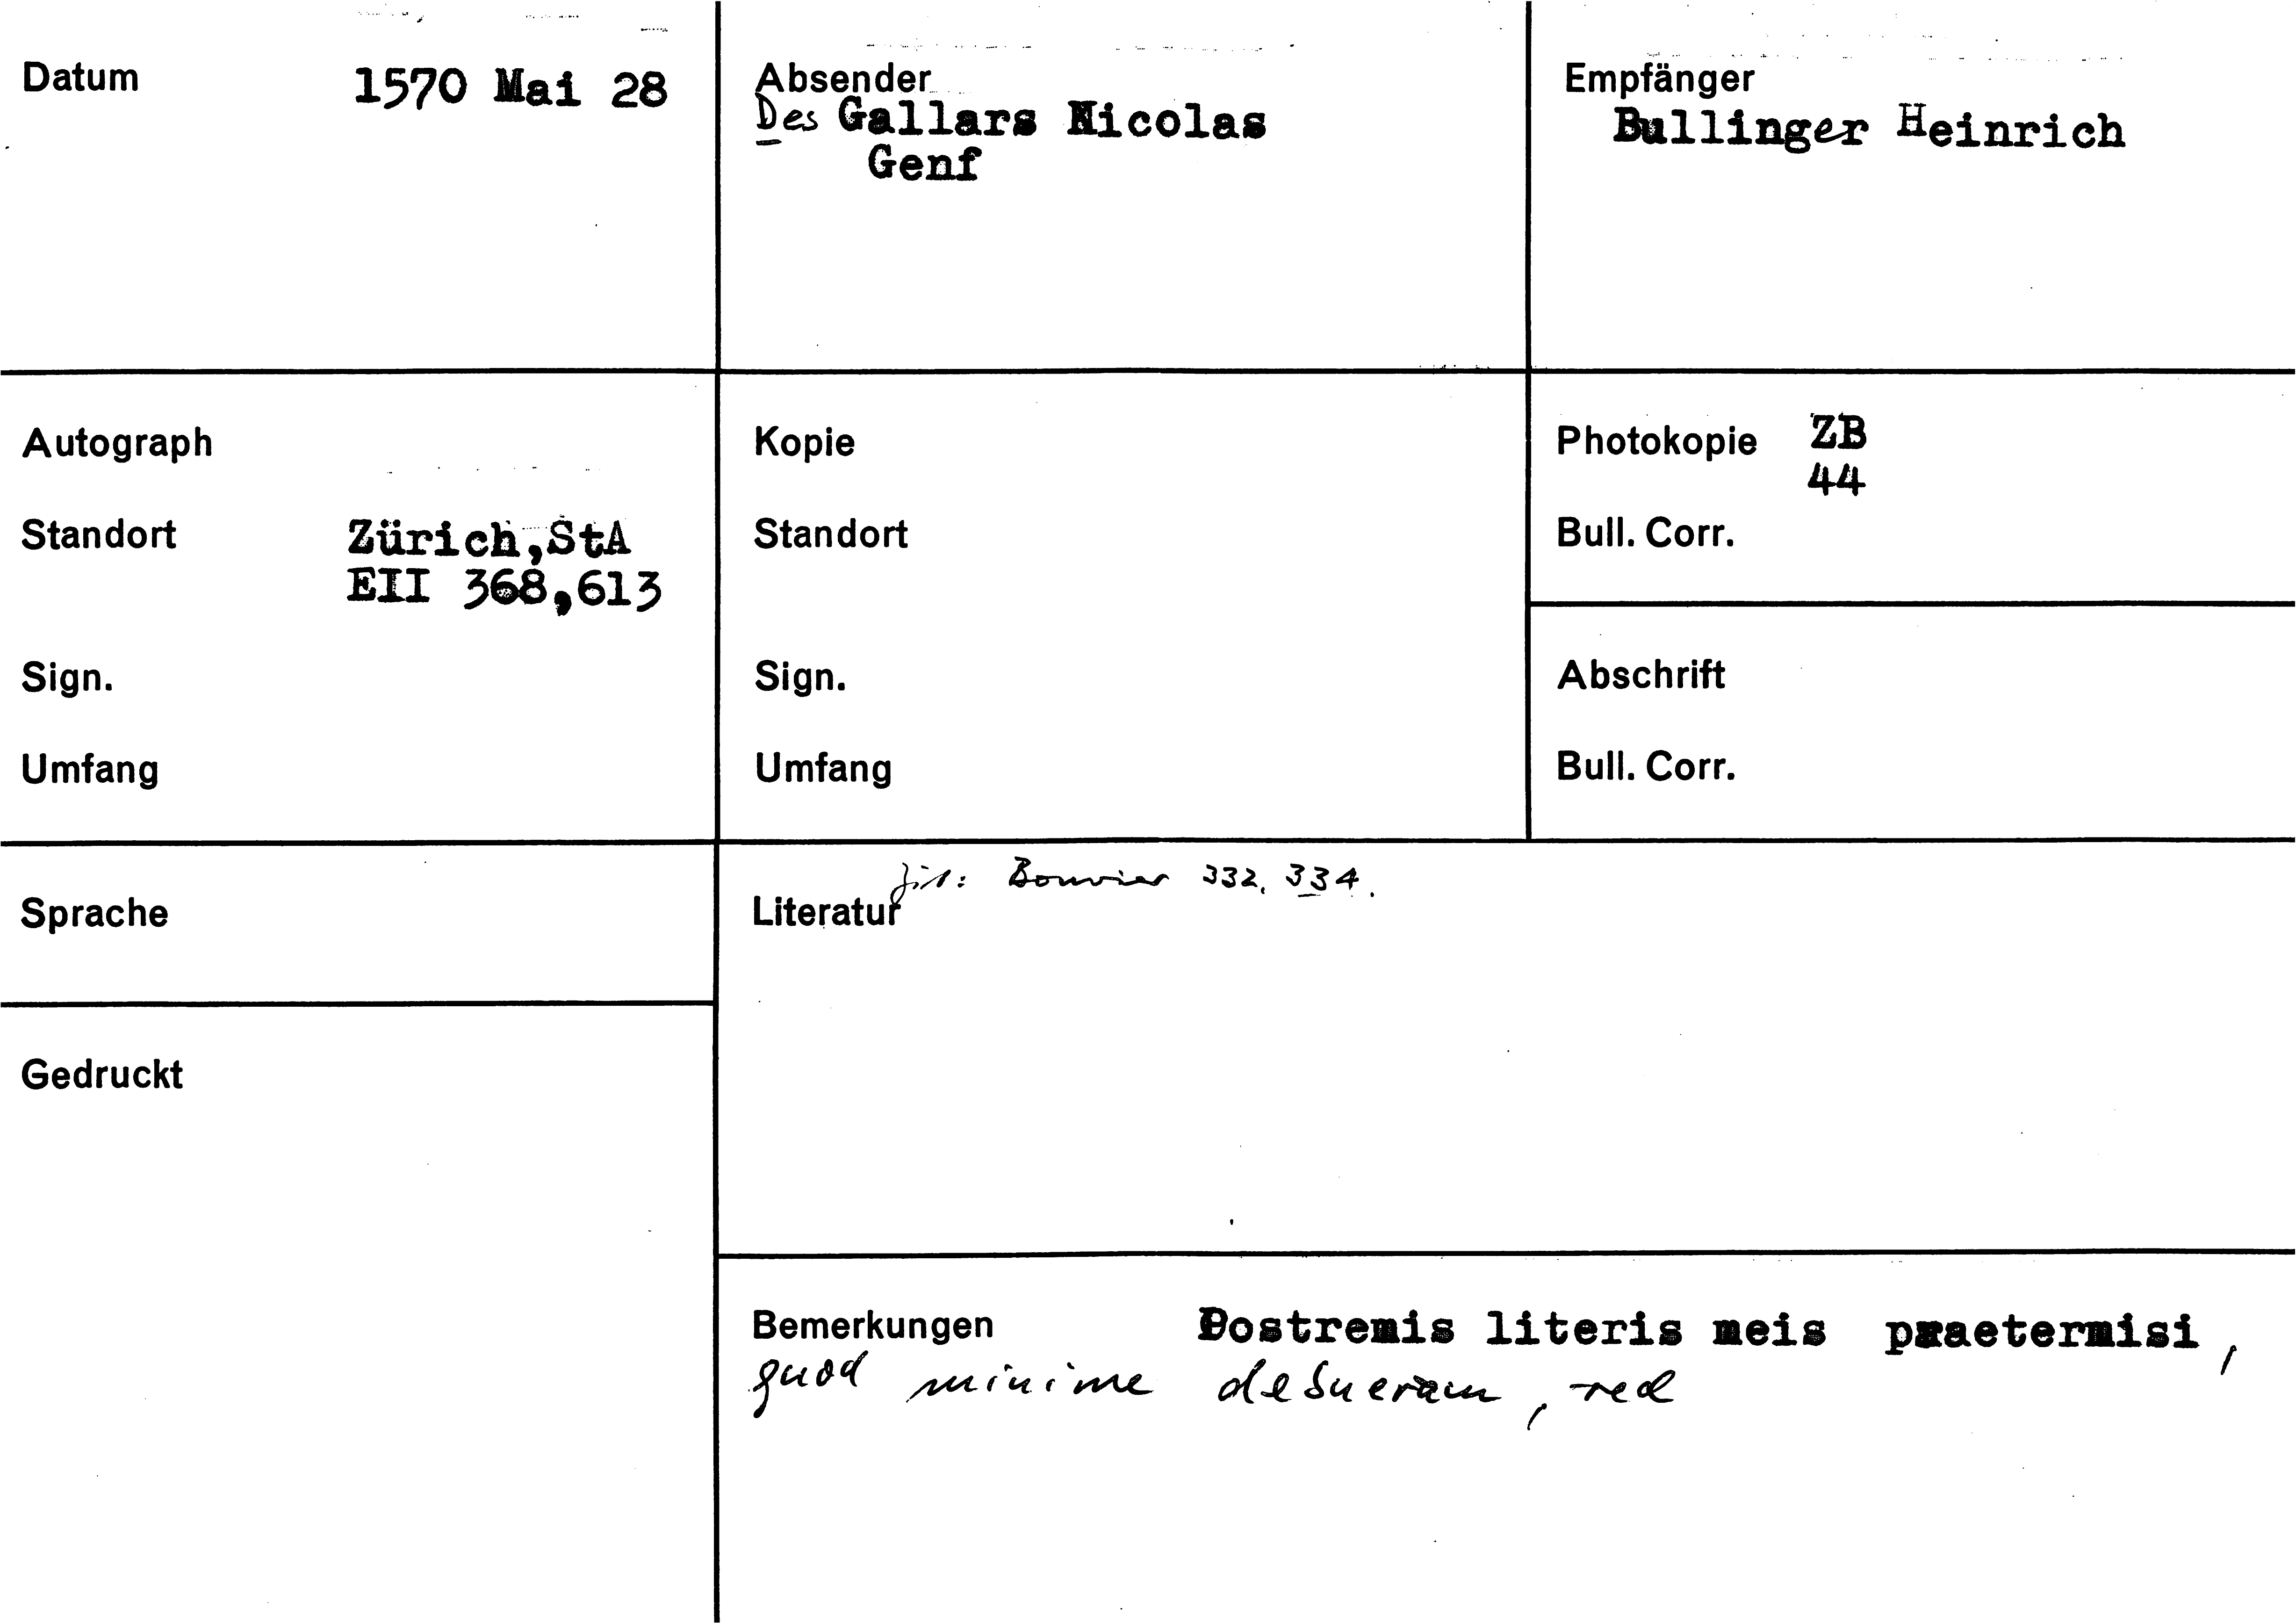 Datum 1570 Mai 28
Absender
Des Gallars Nicolas
Genf
Empfänger
Bullinger Heinrich
Autograph
Standort Zürich,StA
EII 368,613
Sign.
Umfang
Kopie
Standort
Sign.
Umfang
Photokopie ZB
44
Bull. Corr.
Abschrift
Bull. Corr.
Sprache
Gedruckt
Zit: Bouvier 332, 334.
Literatur
Bemerkungen Postremis literis meis praetermisi,
quod minime debueram, red